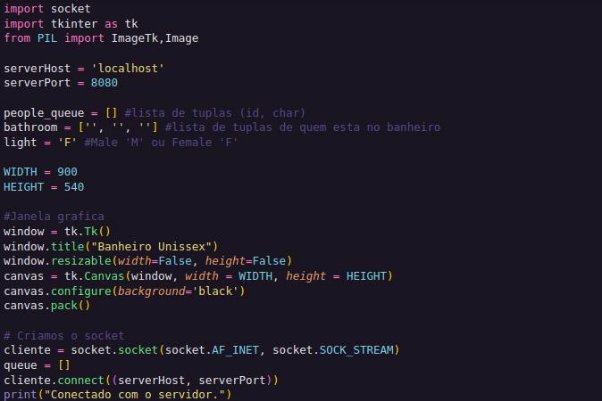 import socket
import tkinter as tk
from PIL import ImageTk,Image
serverHost = 'localhost'
serverPort = 8080
people_queue = [] #lista de tuplas (id, char)
bathroom = ['', '', ''] #lista de tuplas de quem esta no banheiro
light = 'F' #Male 'M' ou Female 'F'
WIDTH = 900
HEIGHT = 540
#Janela grafica
window = tk.Tk()
window.title("Banheiro Unissex")
window.resizable(width=False, height=False)
canvas = tk.Canvas(window, width = WIDTH, height = HEIGHT)
canvas.configure(background='black')
canvas.pack()
# Criamos o socket
cliente = socket.socket(socket.AF_INET, socket.SOCK_STREAM)
queue = []
cliente.connect((serverHost, serverPort))
print("Conectado com o servidor.")